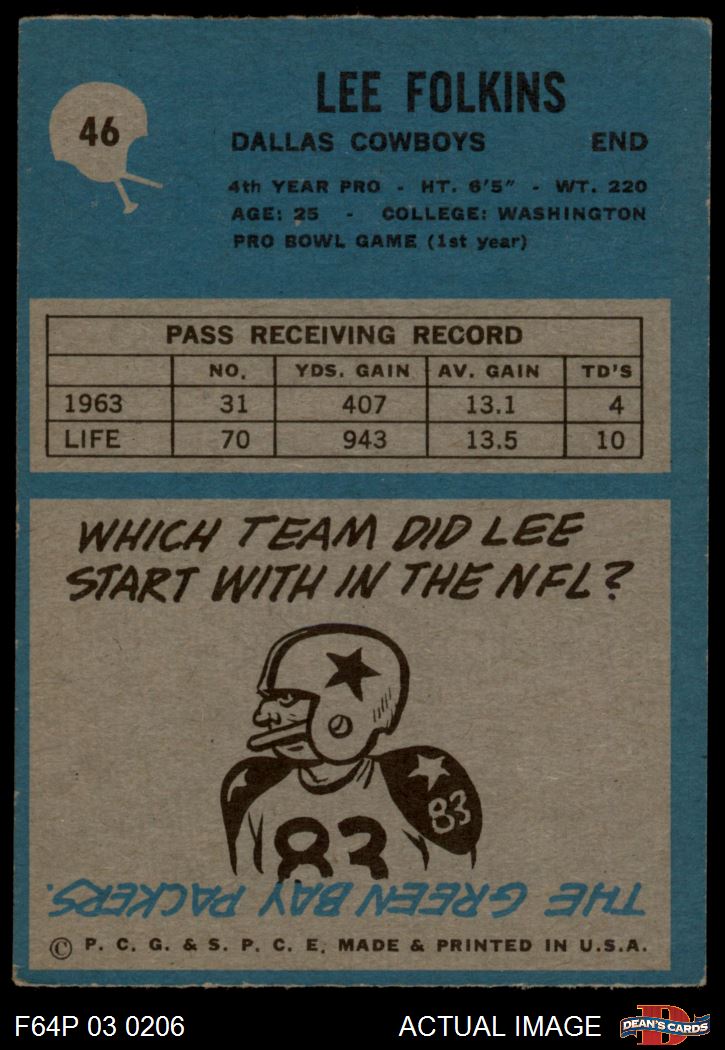 46
LEE FOLKINS
DALLAS COWBOYS END
4th YEAR PRO - HT. 6'5" - WT. 220
AGE: 25 - COLLEGE: WASHINGTON
PRO BOWL GAME (1st year)
PASS RECEIVING RECORD
NO. YDS. GAIN AV. GAIN TD'S
1963 31 407 13.1 4
LIFE 70 943 13.5 10
WHICH TEAM DID LEE
START WITH IN THE NFL?
83
83
THE GREEN BAY PACKERS.
© P. C. G. & S. P. C. E. MADE & PRINTED IN U.S.A.
F64P 03 0206 ACTUAL IMAGE
D
DEAN'S CARDS